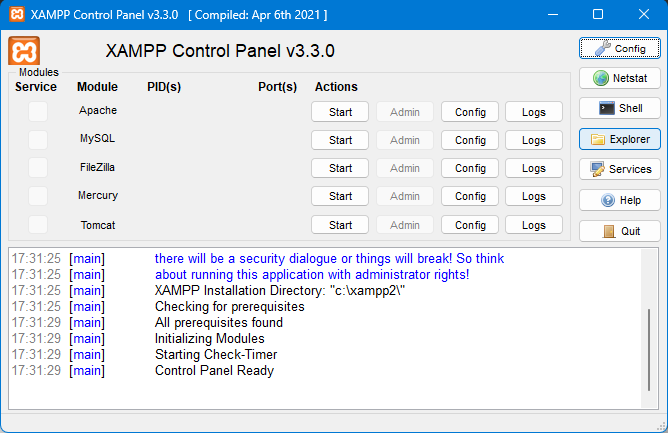 XAMPP Control Panel v3.3.0 [ Compiled: Apr 6th 2021 ]
XAMPP Control Panel v3.3.0
Config
Modules
Netstat
Service Module PID(s) Port(s) Actions
Apache Start Admin Config Logs
Shell
MySQL Start Admin Config Logs
Explorer
FileZilla Start Admin Config Logs
Services
Mercury Start Admin Config Logs
Help
Tomcat Start Admin Config Logs
Quit
17:31:25 [main] there will be a security dialogue or things will break! So think
17:31:25 [main] about running this application with administrator rights!
17:31:25 [main] XAMPP Installation Directory: "c:\xampp2\"
17:31:25 [main] Checking for prerequisites
17:31:29 [main] All prerequisites found
17:31:29 [main] Initializing Modules
17:31:29 [main] Starting Check-Timer
17:31:29 [main] Control Panel Ready